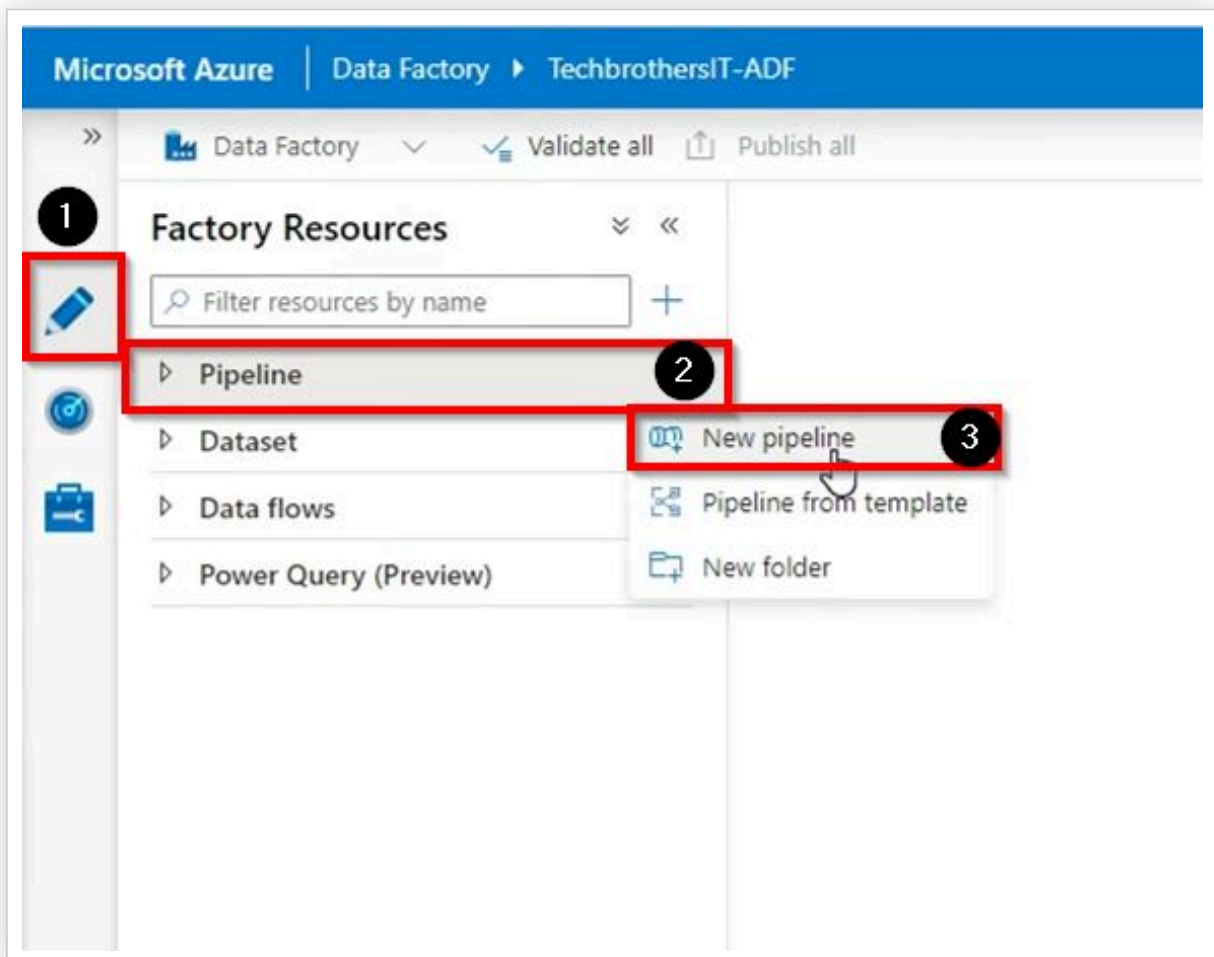 Microsoft Azure | Data Factory ▸ TechbrothersIT-ADF
Data Factory Validate all Publish all
1
Factory Resources
Filter resources by name
Pipeline 2
New pipeline 3
Dataset
Pipeline from template
Data flows
New folder
Power Query (Preview)